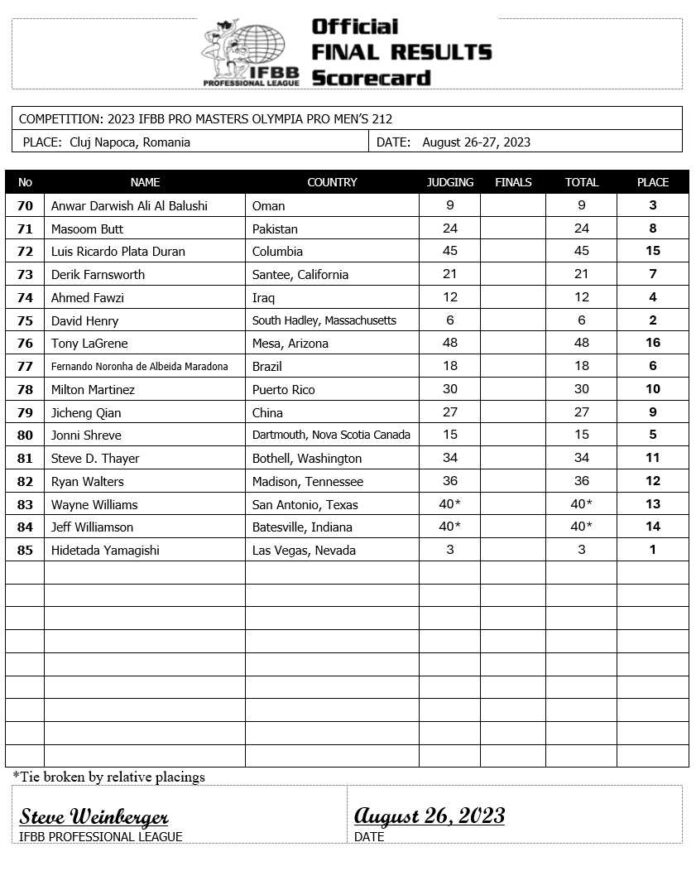 Official
FINAL RESULTS
Scorecard
IFBB
PROFESSIONAL LEAGUE
COMPETITION: 2023 IFBB PRO MASTERS OLYMPIA PRO MEN'S 212
PLACE: Cluj Napoca, Romania DATE: August 26-27, 2023
No NAME COUNTRY JUDGING FINALS TOTAL PLACE
70 Anwar Darwish Ali Al Balushi Oman 9 9 3
71 Masoom Butt Pakistan 24 24 8
72 Luis Ricardo Plata Duran Columbia 45 45 15
73 Derik Farnsworth Santee, California 21 21 7
74 Ahmed Fawzi Iraq 12 12 4
75 David Henry South Hadley, Massachusetts 6 6 2
76 Tony LaGrene Mesa, Arizona 48 48 16
77 Fernando Noronha de Albeida Maradona Brazil 18 18 6
78 Milton Martinez Puerto Rico 30 30 10
79 Jicheng Qian China 27 27 9
80 Jonni Shreve Dartmouth, Nova Scotia Canada 15 15 5
81 Steve D. Thayer Bothell, Washington 34 34 11
82 Ryan Walters Madison, Tennessee 36 36 12
83 Wayne Williams San Antonio, Texas 40* 40* 13
84 Jeff Williamson Batesville, Indiana 40* 40* 14
85 Hidetada Yamagishi Las Vegas, Nevada 3 3 1
*Tie broken by relative placings
Steve Weinberger August 26, 2023
IFBB PROFESSIONAL LEAGUE DATE